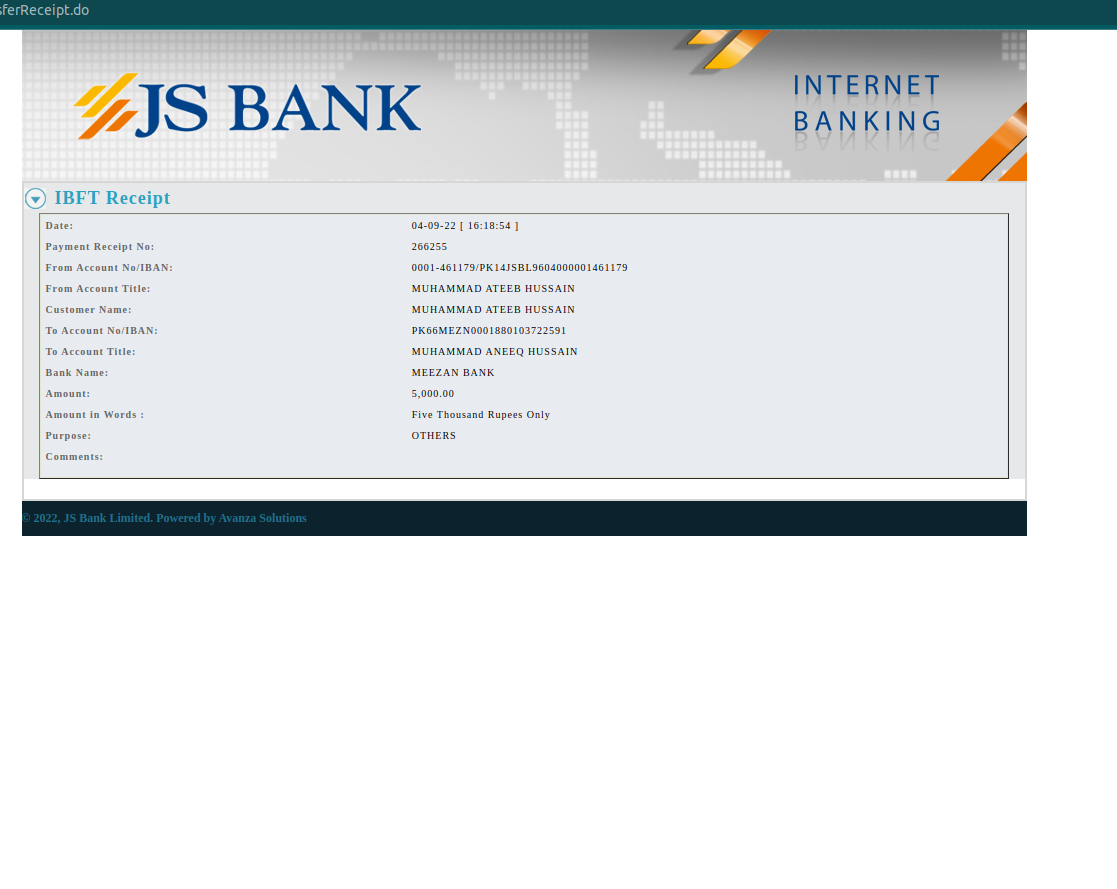 sferReceipt.do
JS BANK
INTERNET
BANKING
IBFT Receipt
Date: 04-09-22 [ 16:18:54 ]
Payment Receipt No: 266255
From Account No/IBAN: 0001-461179/PK14JSBL9604000001461179
From Account Title: MUHAMMAD ATEEB HUSSAIN
Customer Name: MUHAMMAD ATEEB HUSSAIN
To Account No/IBAN: PK66MEZN0001880103722591
To Account Title: MUHAMMAD ANEEQ HUSSAIN
Bank Name: MEEZAN BANK
Amount: 5,000.00
Amount in Words : Five Thousand Rupees Only
Purpose: OTHERS
Comments:
© 2022, JS Bank Limited. Powered by Avanza Solutions